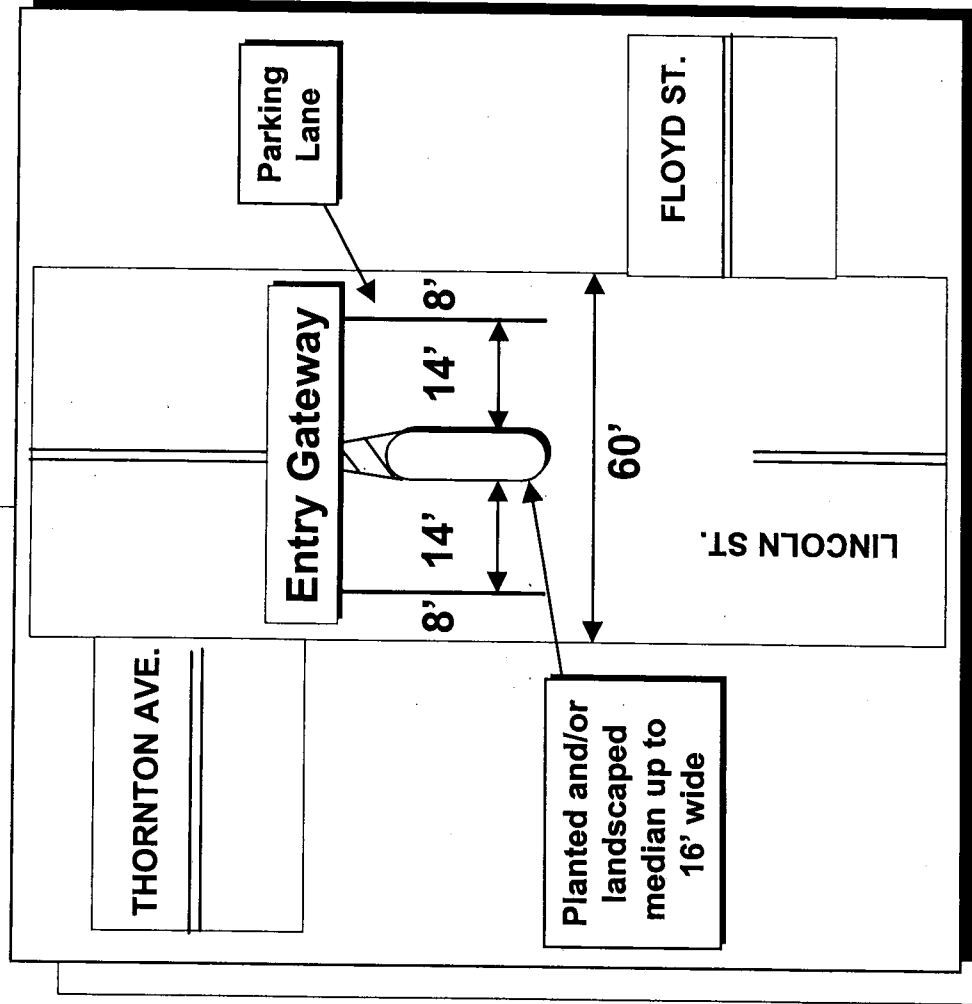 Parking
Lane
FLOYD ST.
Entry Gateway
8'
14'
14'
8'
60'
LINCOLN ST.
THORNTON AVE.
Planted and/or
landscaped
median up to
16' wide